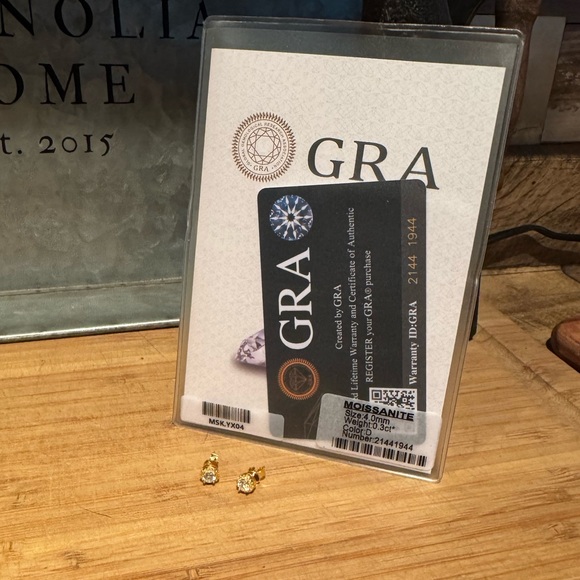 NOLIA
OME
t. 2015
GRA
GRA
GRA
Created by GRA
d Lifetime Warranty and Certificate of Authentic
REGISTER your GRA® purchase
Warranty ID:GRA 2144 1944
MSK.YX04
MOISSANITE
Size:4.0mm
Weight:0.3ct*
Color:D
Number:21441944